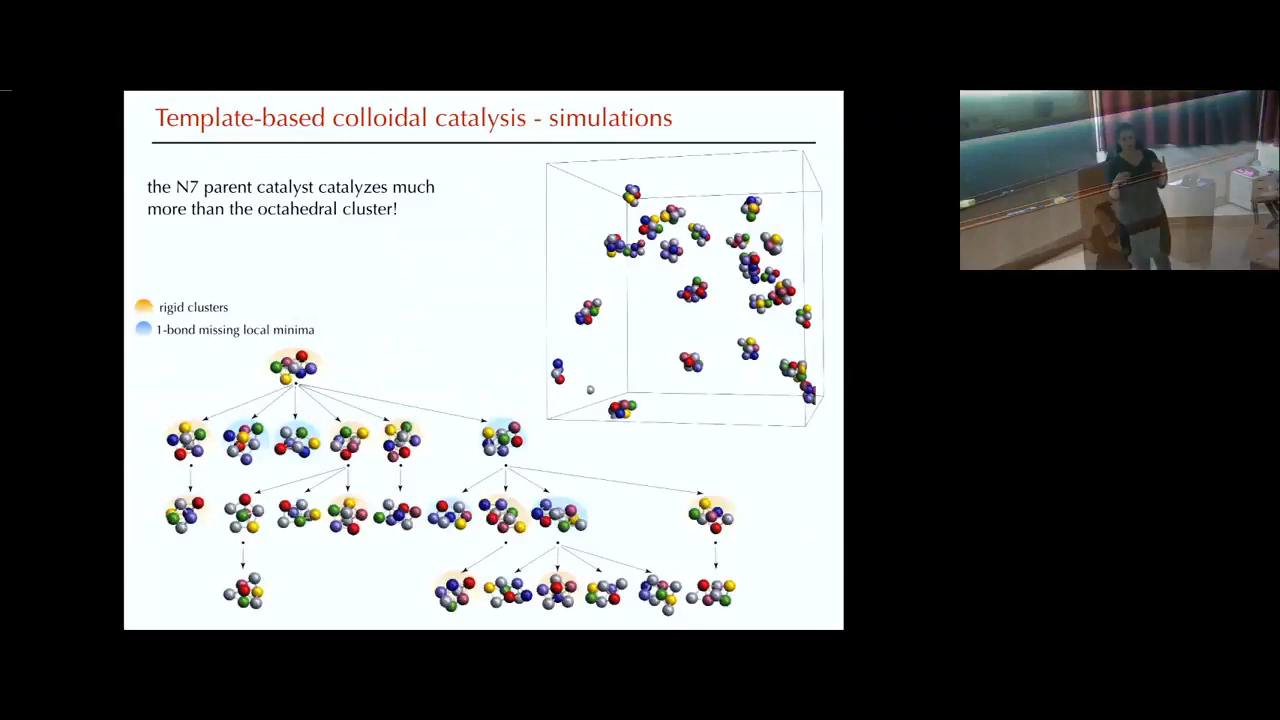 Template-based colloidal catalysis - simulations
the N7 parent catalyst catalyzes much
more than the octahedral cluster!
rigid clusters
1-bond missing local minima